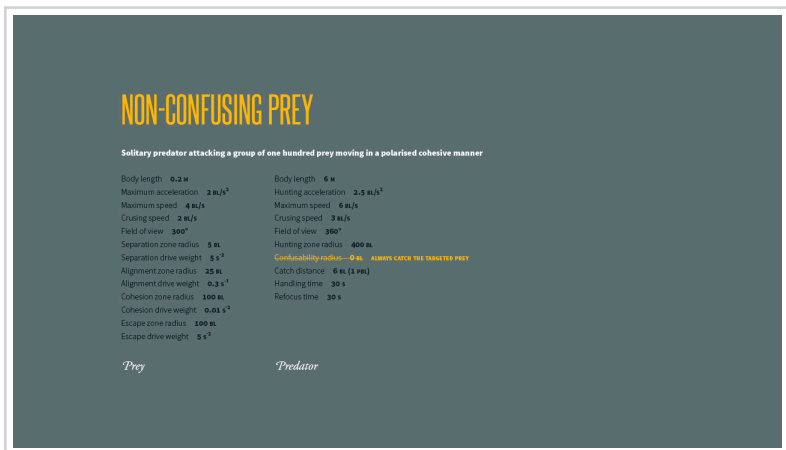 NON-CONFUSING PREY
Solitary predator attacking a group of one hundred prey moving in a polarised cohesive manner
Body length 0.2 M
Maximum acceleration 2 BL/s²
Maximum speed 4 BL/s
Crusing speed 2 BL/s
Field of view 300°
Separation zone radius 5 BL
Separation drive weight 5 s⁻²
Alignment zone radius 25 BL
Alignment drive weight 0.3 s⁻¹
Cohesion zone radius 100 BL
Cohesion drive weight 0.01 s⁻²
Escape zone radius 100 BL
Escape drive weight 5 s⁻²
Prey
Body length 6 M
Hunting acceleration 2.5 BL/s²
Maximum speed 6 BL/s
Crusing speed 3 BL/s
Field of view 360°
Hunting zone radius 400 BL
Confusability radius 0 BL ALWAYS CATCH THE TARGETED PREY
Catch distance 6 BL (1 PBL)
Handling time 30 s
Refocus time 30 s
Predator